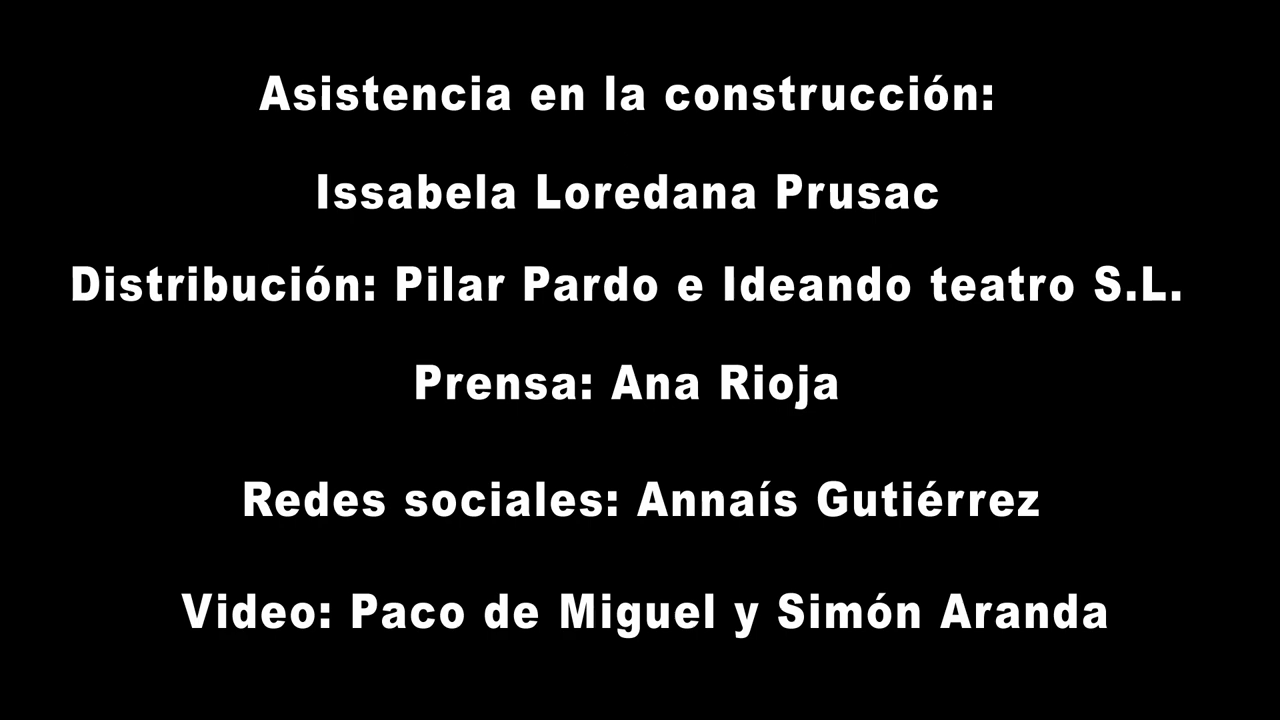 Asistencia en la construcción:
Issabela Loredana Prusac
Distribución: Pilar Pardo e Ideando teatro S.L.
Prensa: Ana Rioja
Redes sociales: Annaís Gutiérrez
Video: Paco de Miguel y Simón Aranda